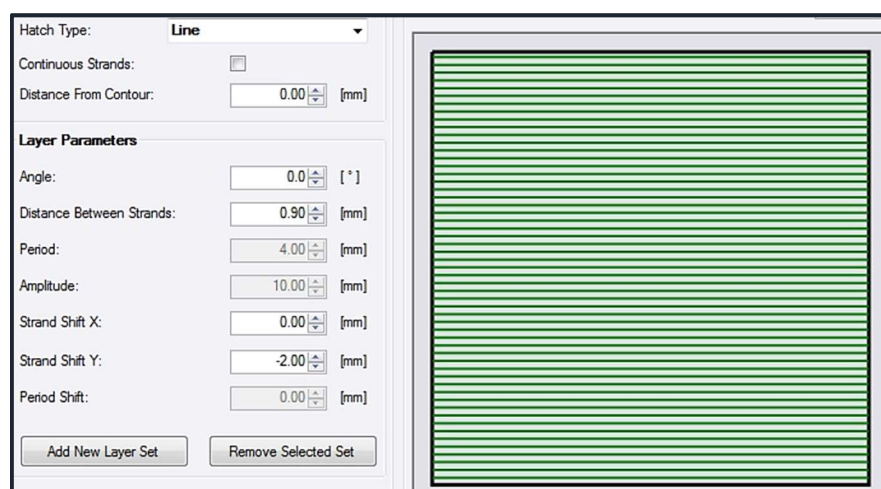 Hatch Type: Line
Continuous Strands:
Distance From Contour: 0.00 [mm]
Layer Parameters
Angle: 0.0 [°]
Distance Between Strands: 0.90 [mm]
Period: 4.00 [mm]
Amplitude: 10.00 [mm]
Strand Shift X: 0.00 [mm]
Strand Shift Y: -2.00 [mm]
Period Shift: 0.00 [mm]
Add New Layer Set Remove Selected Set